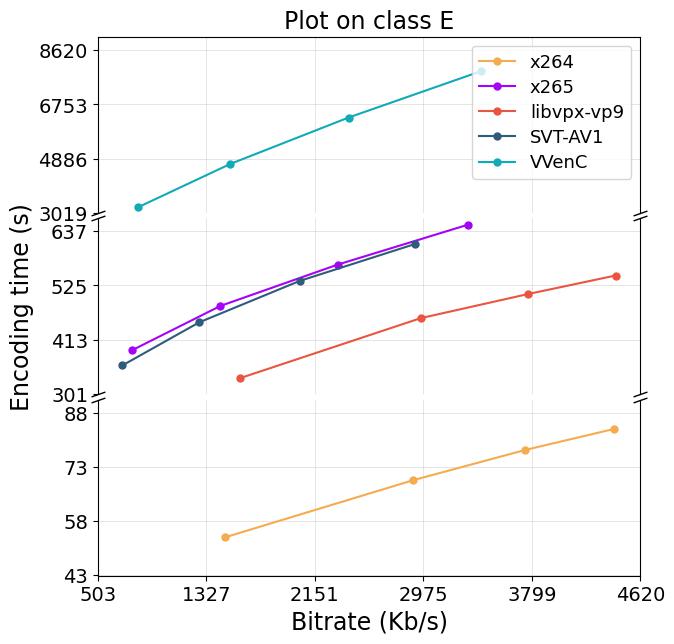 Plot on class E
8620
6753
4886
3019
637
525
413
301
88
73
58
43
Encoding time (s)
x264
x265
libvpx-vp9
SVT-AV1
VVenC
503 1327 2151 2975 3799 4620
Bitrate (Kb/s)